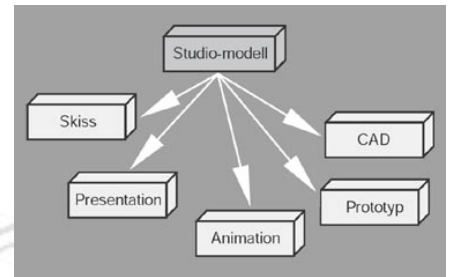 Studio-modell
Skiss
CAD
Presentation
Prototyp
Animation